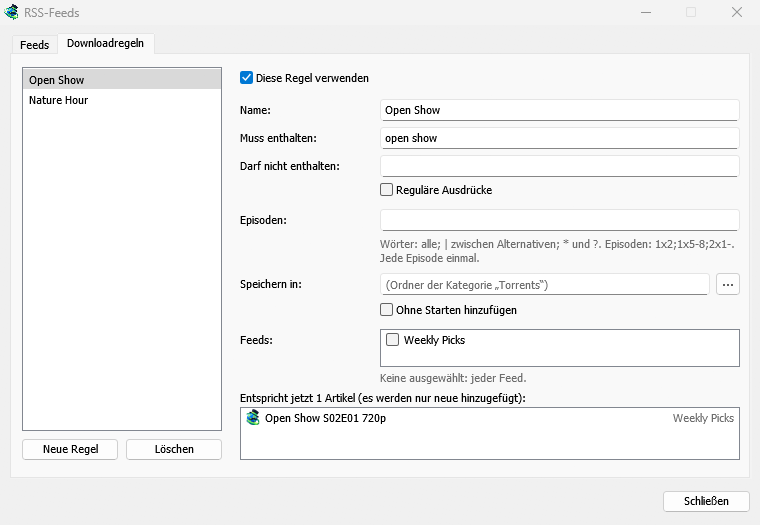 RSS-Feeds
Feeds
Downloadregeln
Open Show
Nature Hour
Neue Regel
Löschen
Diese Regel verwenden
Name:
Open Show
Muss enthalten:
open show
Darf nicht enthalten:
Reguläre Ausdrücke
Episoden:
Wörter: alle; | zwischen Alternativen; * und ?. Episoden: 1x2;1x5-8;2x1-.
Jede Episode einmal.
Speichern in:
(Ordner der Kategorie „Torrents“)
...
Ohne Starten hinzufügen
Feeds:
Weekly Picks
Keine ausgewählt: jeder Feed.
Entspricht jetzt 1 Artikel (es werden nur neue hinzugefügt):
Open Show S02E01 720p
Weekly Picks
Schließen